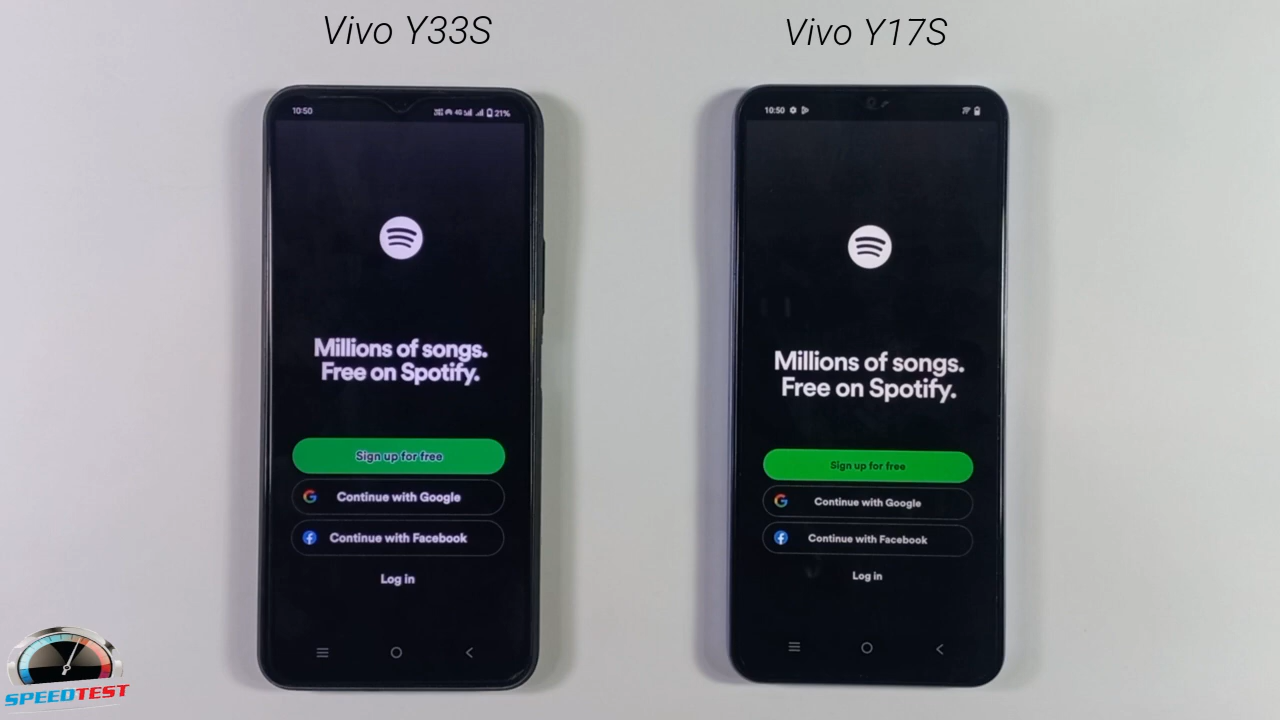 Vivo Y33S
Vivo Y17S
10:50
4G
21%
Millions of songs.
Free on Spotify.
Sign up for free
Continue with Google
Continue with Facebook
Log in
10:50
Millions of songs.
Free on Spotify.
Sign up for free
Continue with Google
Continue with Facebook
Log in
SPEEDTEST